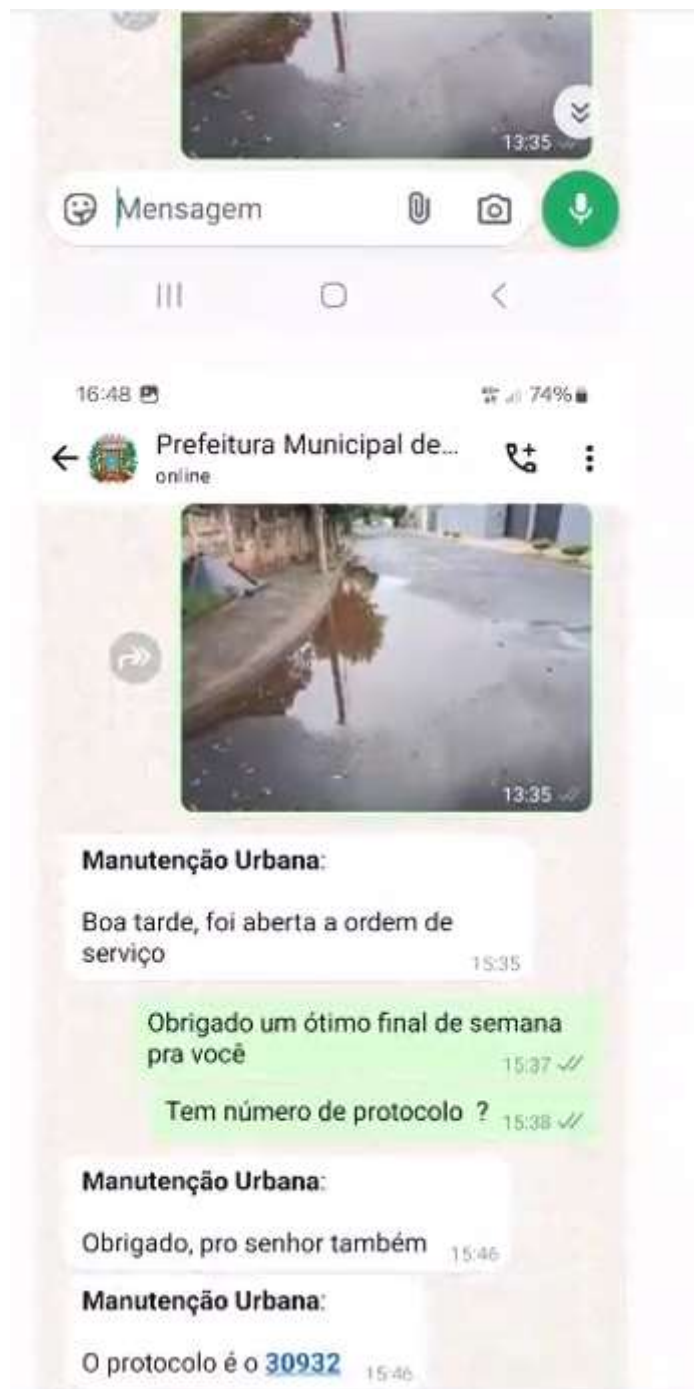 13:35
Mensagem
16:48
74%
Prefeitura Municipal de...
online
13:35
Manutenção Urbana:
Boa tarde, foi aberta a ordem de
serviço
15:35
Obrigado um ótimo final de semana
pra você
15:37
Tem número de protocolo ?
15:38
Manutenção Urbana:
Obrigado, pro senhor também
15:46
Manutenção Urbana:
O protocolo é o 30932
15:46